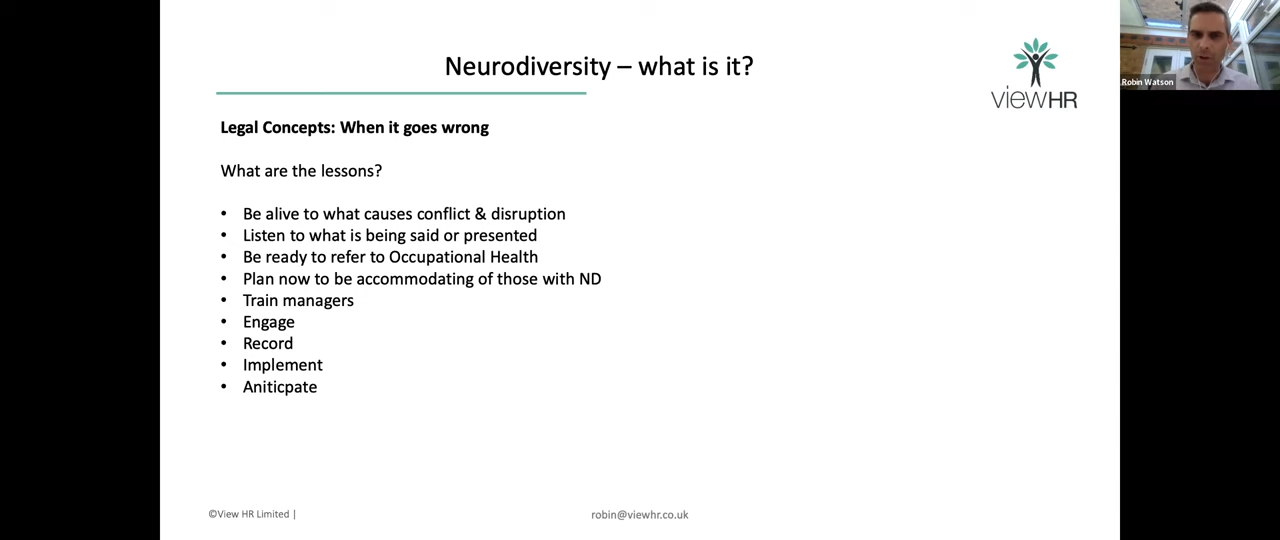 Neurodiversity – what is it?
viewHR
Robin Watson
Legal Concepts: When it goes wrong
What are the lessons?
• Be alive to what causes conflict & disruption
• Listen to what is being said or presented
• Be ready to refer to Occupational Health
• Plan now to be accommodating of those with ND
• Train managers
• Engage
• Record
• Implement
• Aniticpate
©View HR Limited |
robin@viewhr.co.uk